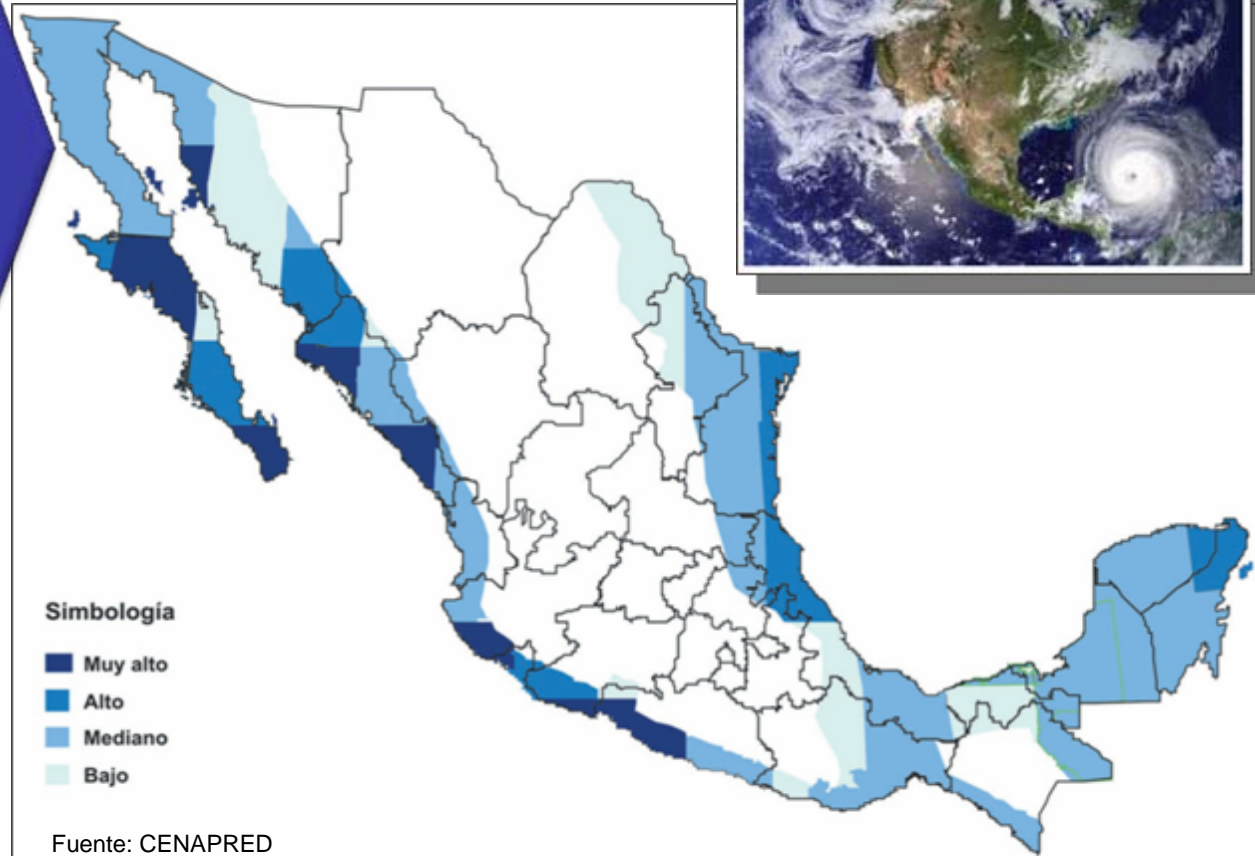 Simbología
Muy alto
Alto
Mediano
Bajo
Fuente: CENAPRED